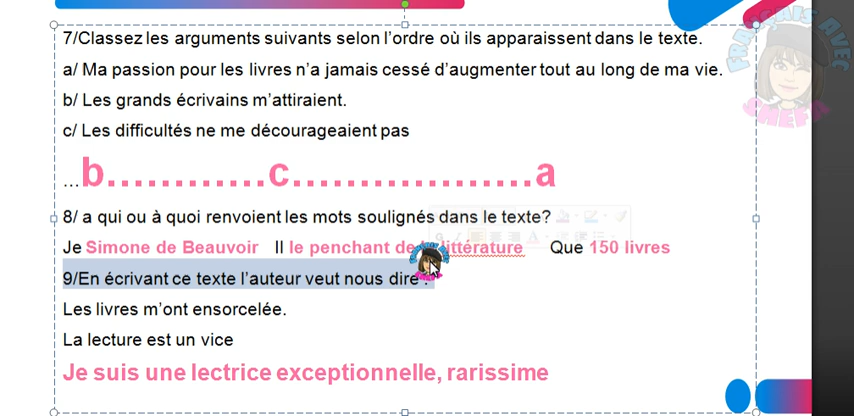 7/Classez les arguments suivants selon l'ordre où ils apparaissent dans le texte.
a/ Ma passion pour les livres n'a jamais cessé d'augmenter tout au long de ma vie.
b/ Les grands écrivains m'attiraient.
c/ Les difficultés ne me décourageaient pas
...b............c..................a
8/ a qui ou à quoi renvoient les mots soulignés dans le texte?
Je Simone de Beauvoir Il le penchant de littérature Que 150 livres
9/En écrivant ce texte l'auteur veut nous dire :
Les livres m'ont ensorcelée.
La lecture est un vice
Je suis une lectrice exceptionnelle, rarissime
FRANÇAIS AVEC
CHEFA